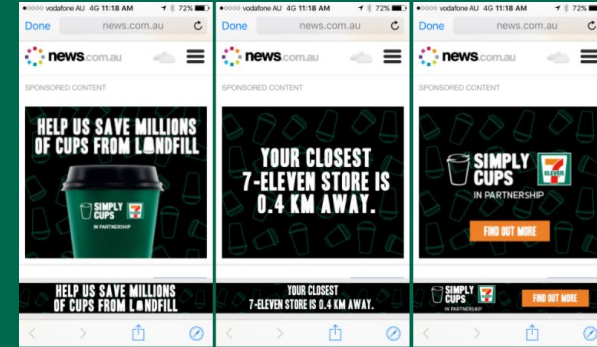 ●○○○○ vodafone AU 4G 11:18 AM 72%
Done news.com.au
news.com.au
SPONSORED CONTENT
HELP US SAVE MILLIONS
OF CUPS FROM LANDFILL
SIMPLY
CUPS
7
ELEVEN
IN PARTNERSHIP
HELP US SAVE MILLIONS
OF CUPS FROM LANDFILL
●○○○○ vodafone AU 4G 11:18 AM 72%
Done news.com.au
news.com.au
SPONSORED CONTENT
YOUR CLOSEST
7-ELEVEN STORE IS
0.4 KM AWAY.
YOUR CLOSEST
7-ELEVEN STORE IS 0.4 KM AWAY.
●○○○○ vodafone AU 4G 11:18 AM 72%
Done news.com.au
news.com.au
SPONSORED CONTENT
SIMPLY
CUPS
7
ELEVEN
IN PARTNERSHIP
FIND OUT MORE
SIMPLY
CUPS
7
ELEVEN
IN PARTNERSHIP
FIND OUT MORE